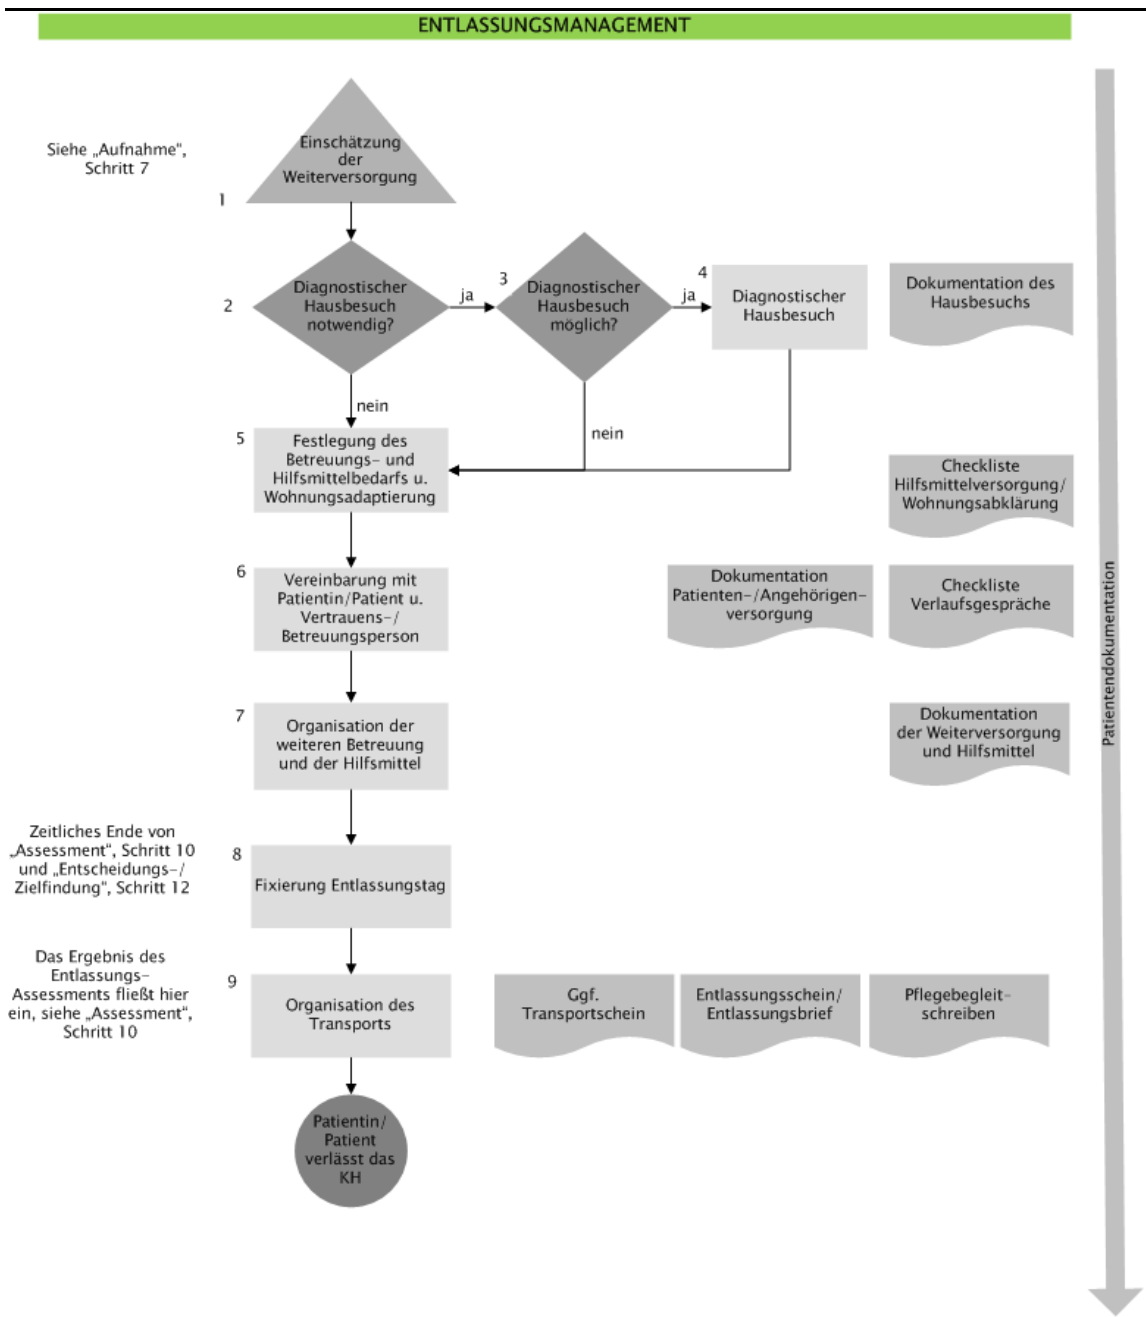 ENTLASSUNGSMANAGEMENT
Siehe „Aufnahme“,
Schritt 7
Einschätzung
der
Weiterversorgung
1
2
Diagnostischer
Hausbesuch
notwendig?
ja
3
Diagnostischer
Hausbesuch
möglich?
ja
4
Diagnostischer
Hausbesuch
Dokumentation des
Hausbesuchs
nein
nein
5
Festlegung des
Betreuungs- und
Hilfsmittelbedarfs u.
Wohnungsadaptierung
Checkliste
Hilfsmittelversorgung/
Wohnungsabklärung
6
Vereinbarung mit
Patientin/Patient u.
Vertrauens-/
Betreuungsperson
Dokumentation
Patienten-/Angehörigen-
versorgung
Checkliste
Verlaufsgespräche
7
Organisation der
weiteren Betreuung
und der Hilfsmittel
Dokumentation
der Weiterversorgung
und Hilfsmittel
Zeitliches Ende von
„Assessment“, Schritt 10
und „Entscheidungs-/
Zielfindung“, Schritt 12
8
Fixierung Entlassungstag
Das Ergebnis des
Entlassungs-
Assessments fließt hier
ein, siehe „Assessment“,
Schritt 10
9
Organisation des
Transports
Ggf.
Transportschein
Entlassungsschein/
Entlassungsbrief
Pflegebegleit-
schreiben
Patientin/
Patient
verlässt das
KH
Patientendokumentation